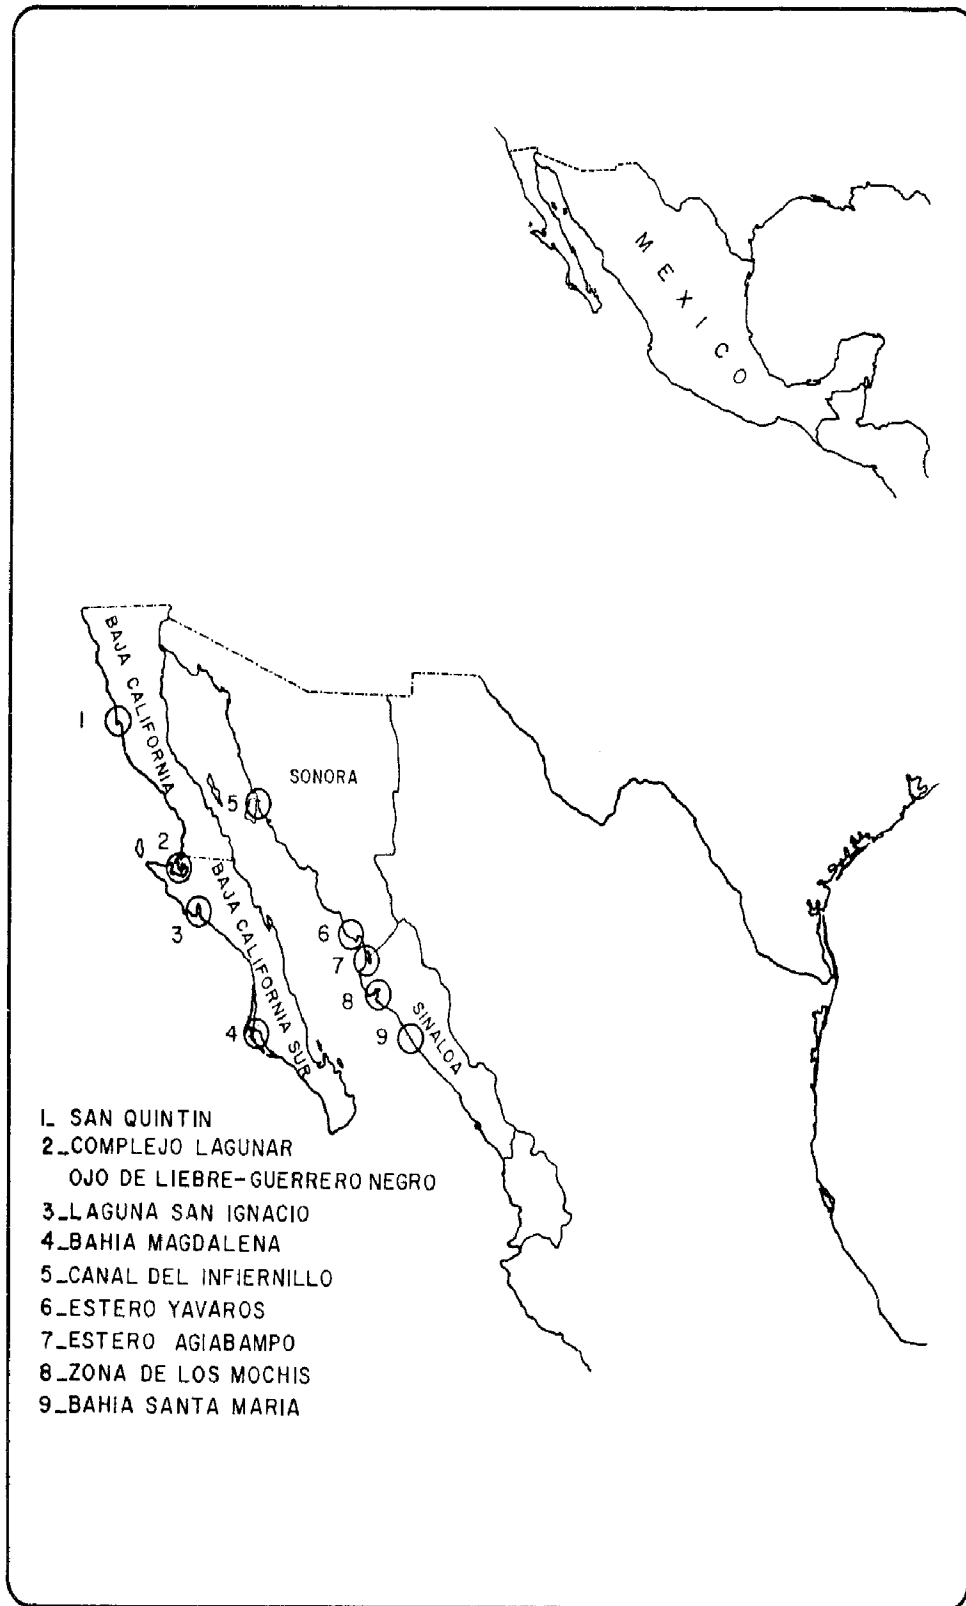 MEXICO
BAJA CALIFORNIA
1
SONORA
5
2
BAJA CALIFORNIA SUR
3
6
7
8
SINALOA
4
9
1_ SAN QUINTIN
2_COMPLEJO LAGUNAR
OJO DE LIEBRE-GUERRERO NEGRO
3_LAGUNA SAN IGNACIO
4_BAHIA MAGDALENA
5_CANAL DEL INFIERNILLO
6_ESTERO YAVAROS
7_ESTERO AGIABAMPO
8_ZONA DE LOS MOCHIS
9_BAHIA SANTA MARIA